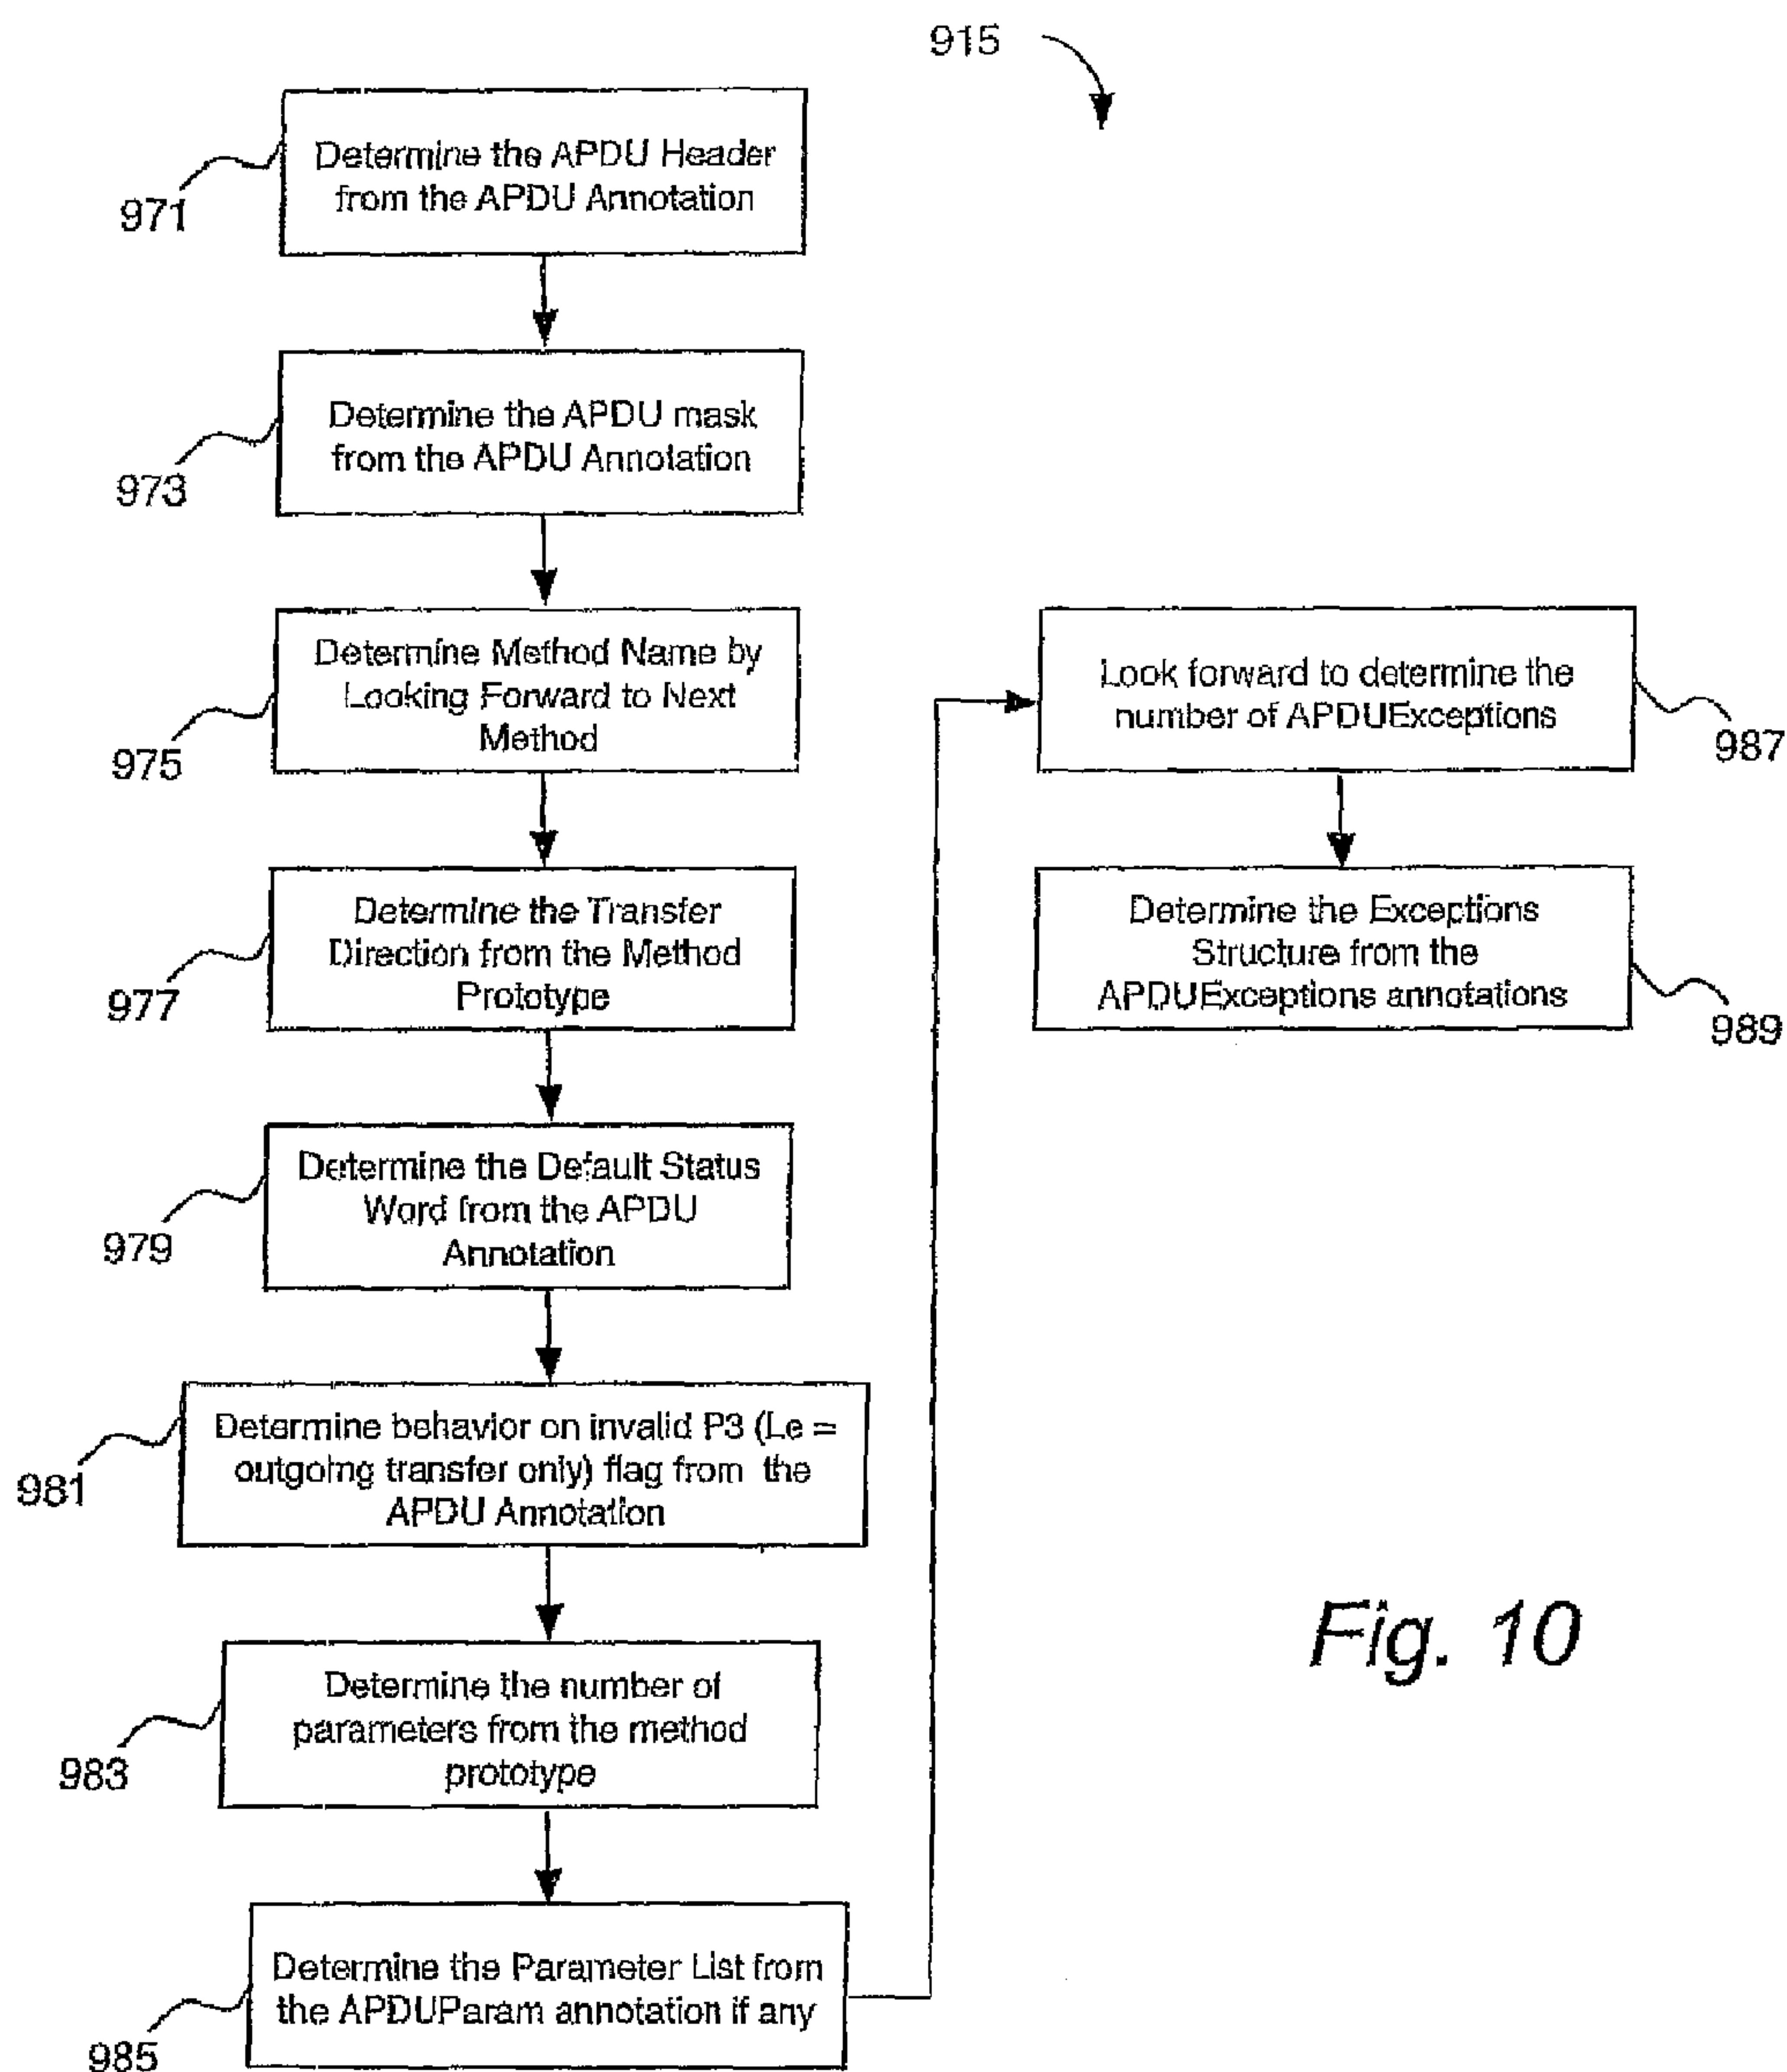 915
Determine the APDU Header
from the APDU Annotation
971
Determine the APDU mask
from the APDU Annotation
973
Determine Method Name by
Looking Forward to Next
Method
975
Determine the Transfer
Direction from the Method
Prototype
977
Determine the Default Status
Word from the APDU
Annotation
979
Determine behavior on invalid P3 (Le =
outgoing transfer only) flag from the
APDU Annotation
981
Determine the number of
parameters from the method
prototype
983
Determine the Parameter List from
the APDUParam annotation if any
985
Look forward to determine the
number of APDUExceptions
987
Determine the Exceptions
Structure from the
APDUExceptions annotations
989
Fig. 10